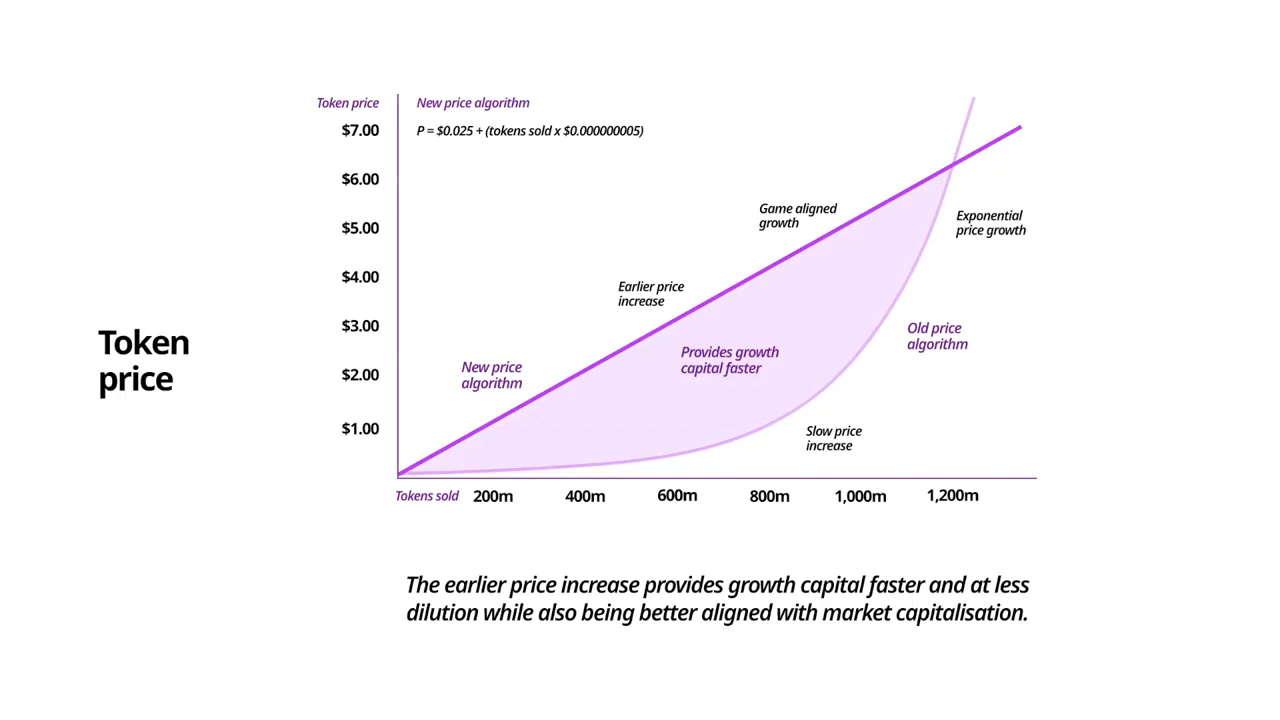 Token price
New price algorithm
$7.00
P = $0.025 + (tokens sold x $0.000000005)
$6.00
Game aligned
growth
Exponential
price growth
$5.00
$4.00
Earlier price
increase
$3.00
Old price
algorithm
Token
price
Provides growth
capital faster
New price
algorithm
$2.00
$1.00
Slow price
increase
Tokens sold 200m 400m 600m 800m 1,000m 1,200m
The earlier price increase provides growth capital faster and at less
dilution while also being better aligned with market capitalisation.